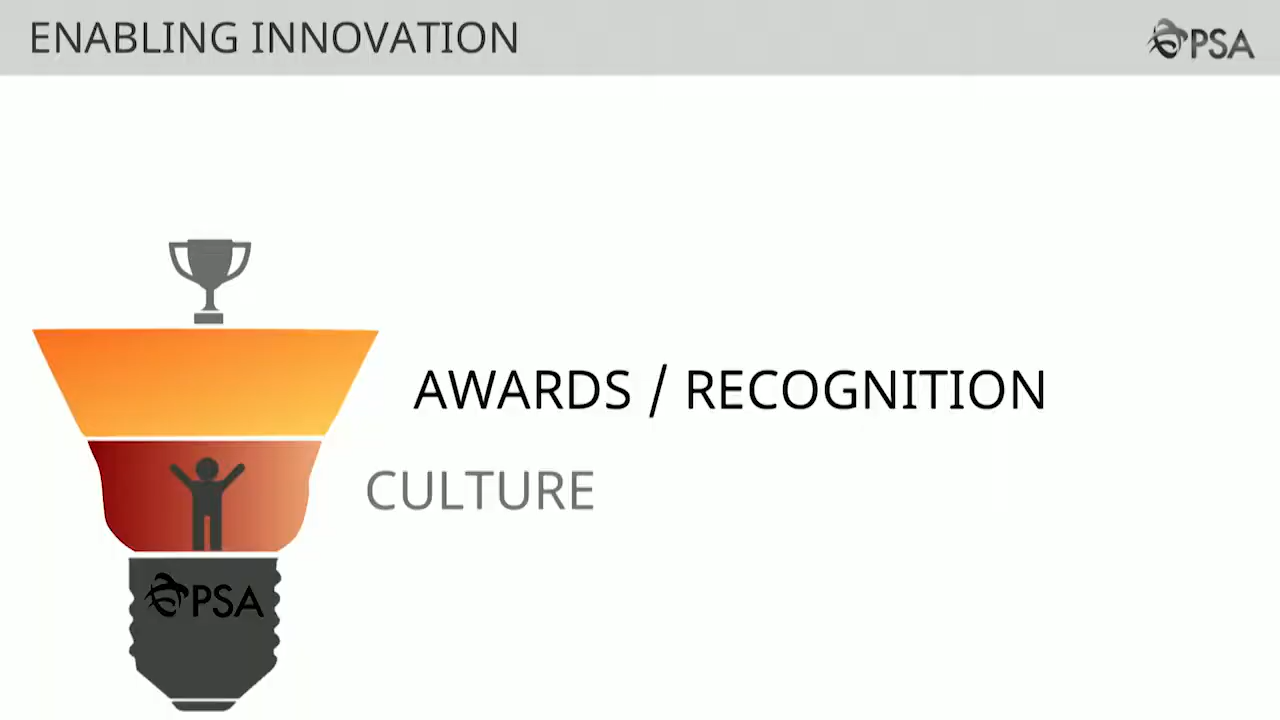 ENABLING INNOVATION
PSA
AWARDS / RECOGNITION
CULTURE
PSA